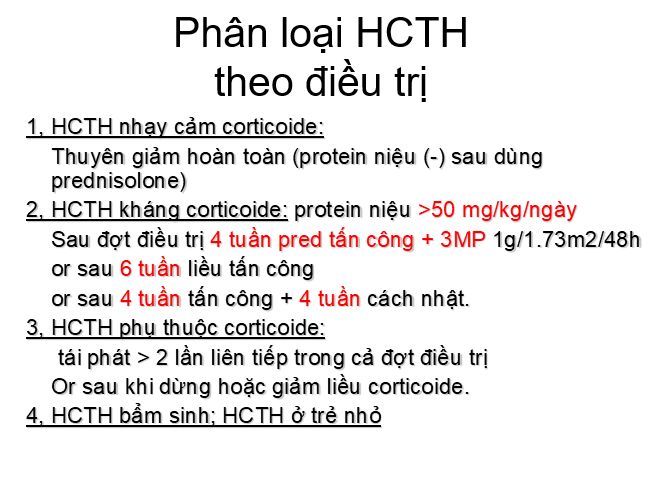 Phân loại HCTH
theo điều trị
1, HCTH nhạy cảm corticoide:
Thuyên giảm hoàn toàn (protein niệu (-) sau dùng
prednisolone)
2, HCTH kháng corticoide: protein niệu >50 mg/kg/ngày
Sau đợt điều trị 4 tuần pred tấn công + 3MP 1g/1.73m2/48h
or sau 6 tuần liều tấn công
or sau 4 tuần tấn công + 4 tuần cách nhật.
3, HCTH phụ thuộc corticoide:
tái phát > 2 lần liên tiếp trong cả đợt điều trị
Or sau khi dừng hoặc giảm liều corticoide.
4, HCTH bẩm sinh; HCTH ở trẻ nhỏ